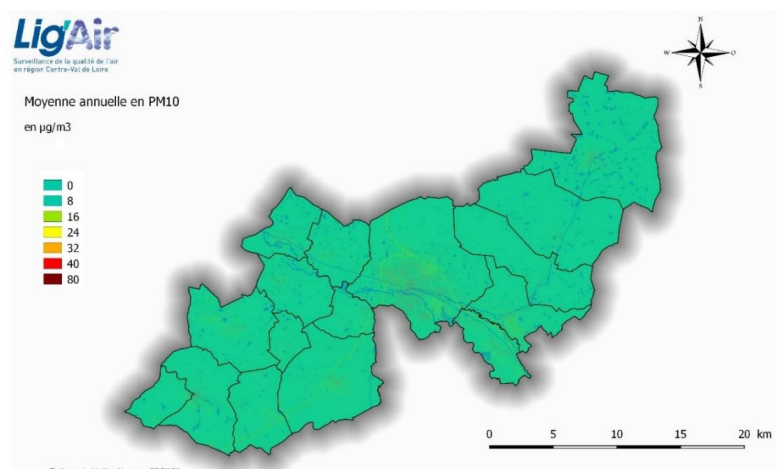 Lig'Air
Surveillance de la qualité de l'air
en région Centre-Val de Loire
N
W
O
S
Moyenne annuelle en PM10
en µg/m3
0
8
16
24
32
40
80
0 5 10 15 20 km